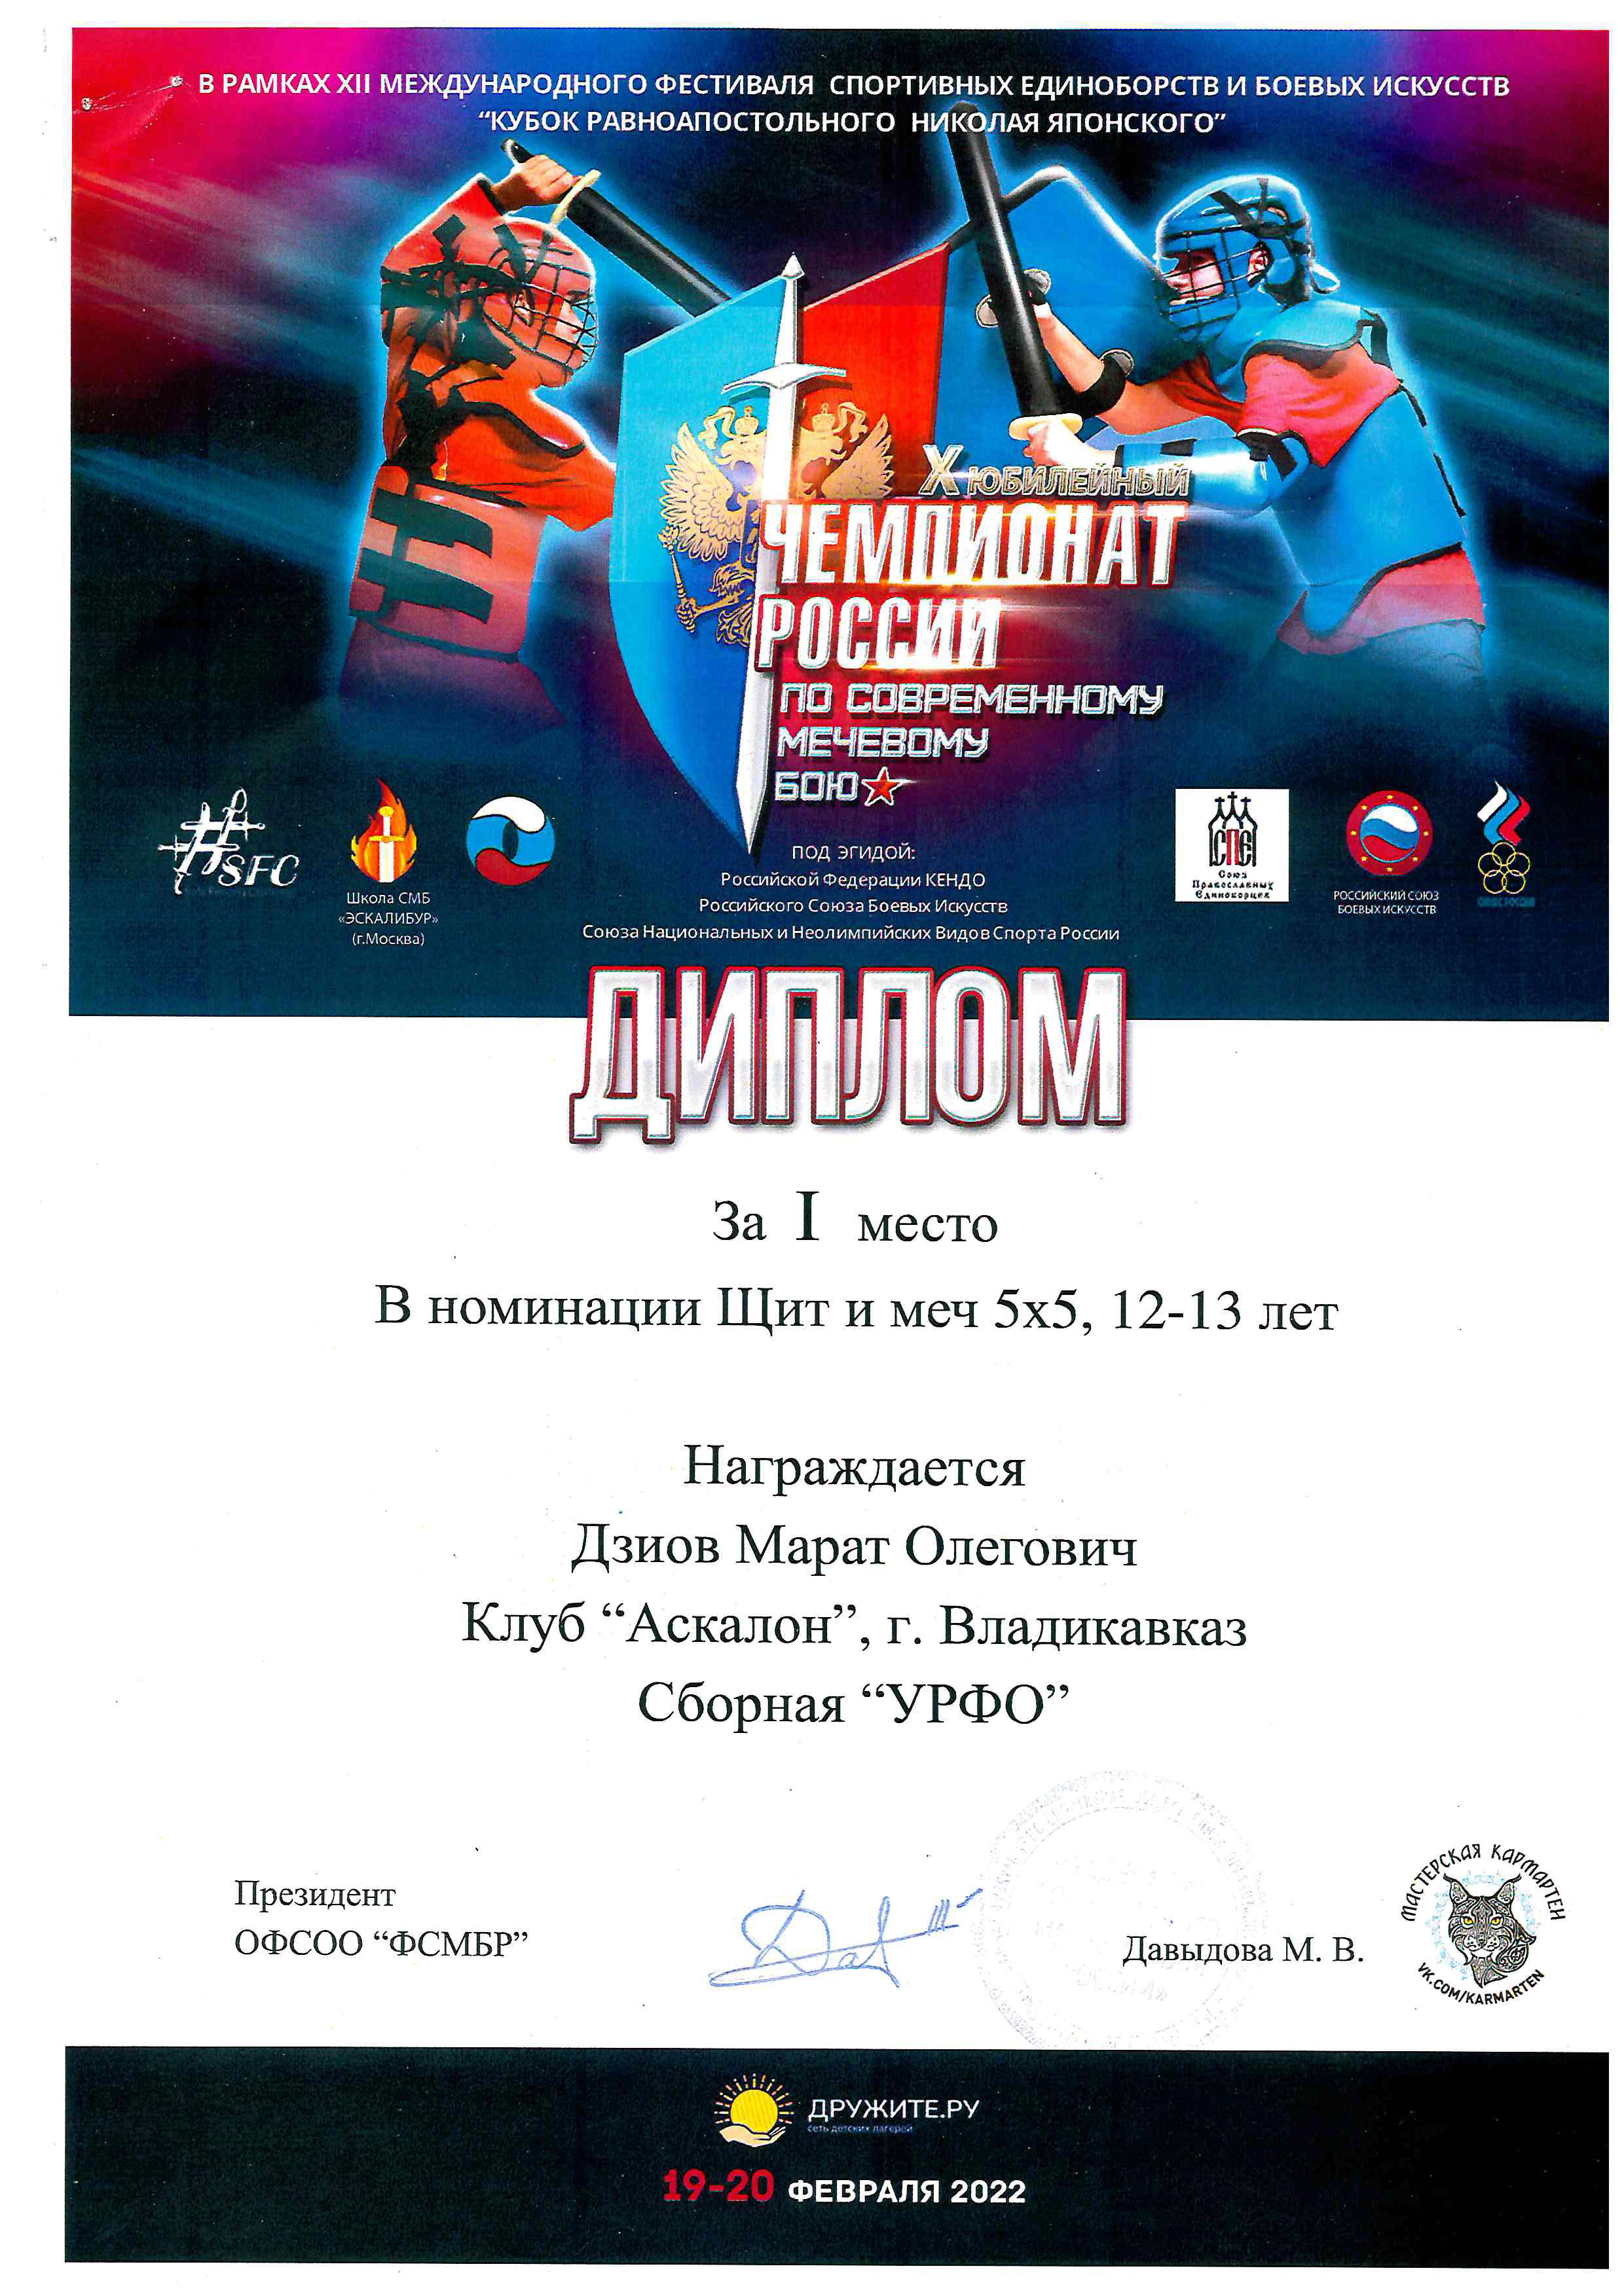 В РАМКАХ XII МЕЖДУНАРОДНОГО ФЕСТИВАЛЯ СПОРТИВНЫХ ЕДИНОБОРСТВ И БОЕВЫХ ИСКУССТВ
“КУБОК РАВНОАПОСТОЛЬНОГО НИКОЛАЯ ЯПОНСКОГО”
X ЮБИЛЕЙНЫЙ
ЧЕМПИОНАТ
РОССИИ
ПО СОВРЕМЕННОМУ
МЕЧЕВОМУ
БОЮ
#SFC
Школа СМБ
«ЭСКАЛИБУР»
(г.Москва)
ПОД ЭГИДОЙ:
Российской Федерации КЕНДО
Российского Союза Боевых Искусств
Союза Национальных и Неолимпийских Видов Спорта России
СПЕ
Союз
Православных
Единоборцев
РОССИЙСКИЙ СОЮЗ
БОЕВЫХ ИСКУССТВ
ДИПЛОМ
За I место
В номинации Щит и меч 5х5, 12-13 лет
Награждается
Дзиов Марат Олегович
Клуб “Аскалон”, г. Владикавказ
Сборная “УРФО”
Президент
ОФСОО “ФСМБР”
Давыдова М. В.
МАСТЕРСКАЯ КАРМАРТЕН
VK.COM/KARMARTEN
ДРУЖИТЕ.РУ
сеть детских лагерей
19-20 ФЕВРАЛЯ 2022